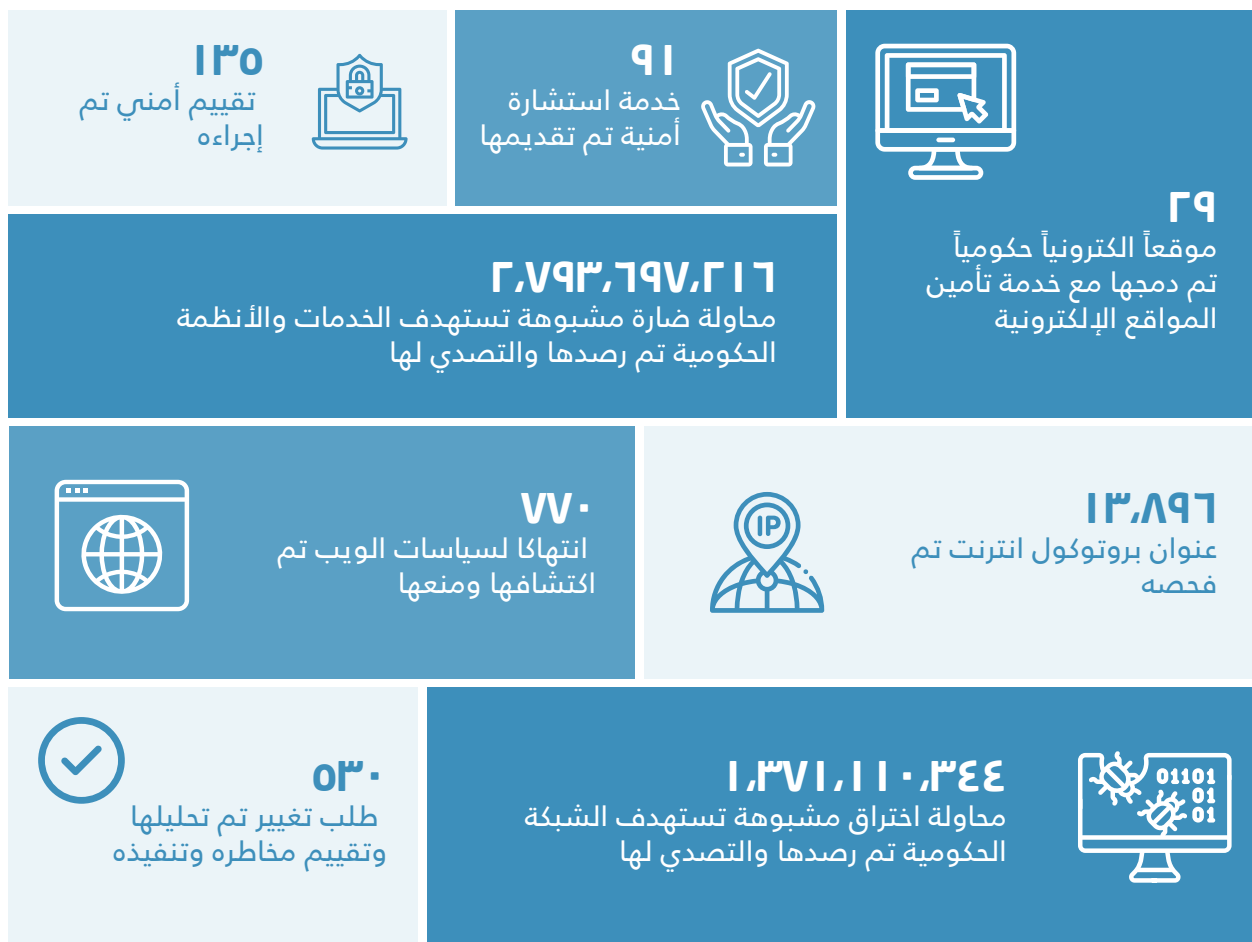 ٢٩
موقعاً الكترونياً حكومياً
تم دمجها مع خدمة تأمين
المواقع الإلكترونية
٩١
خدمة استشارة
أمنية تم تقديمها
١٣٥
تقييم أمني تم
إجراءه
٢،٧٩٣،٦٩٧،٢١٦
محاولة ضارة مشبوهة تستهدف الخدمات والأنظمة
الحكومية تم رصدها والتصدي لها
١٣،٨٩٦
عنوان بروتوكول انترنت تم
فحصه
IP
٧٧٠
انتهاكا لسياسات الويب تم
اكتشافها ومنعها
01101
01
01
١،٣٧١،١١٠،٣٤٤
محاولة اختراق مشبوهة تستهدف الشبكة
الحكومية تم رصدها والتصدي لها
٥٣٠
طلب تغيير تم تحليلها
وتقييم مخاطره وتنفيذه